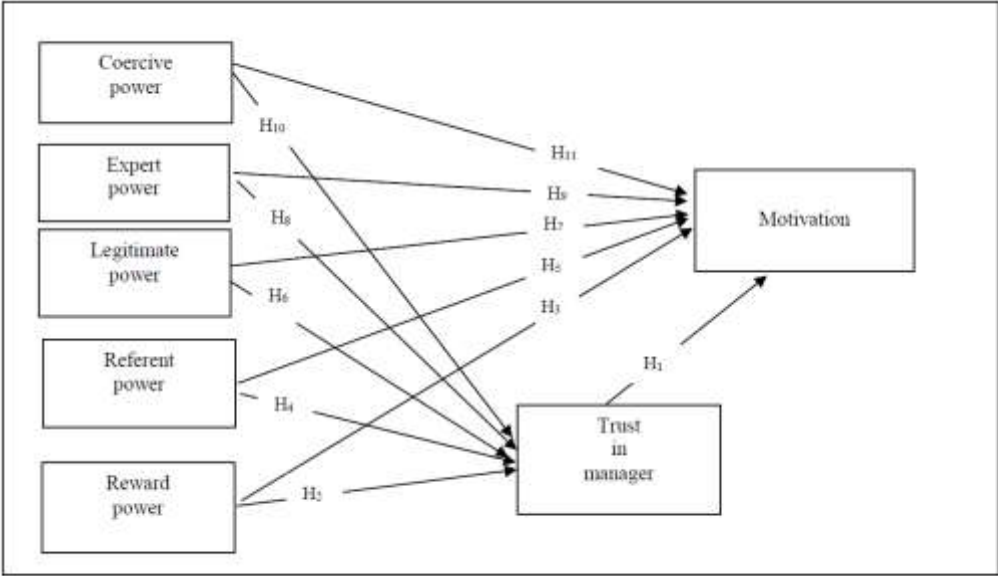 Coercive
power
H₁₀
H₁₁
Expert
power
H₉
H₈
Motivation
Legitimate
power
H₇
H₆
H₅
H₃
Referent
power
H₄
H₁
Trust
in
manager
Reward
power
H₂